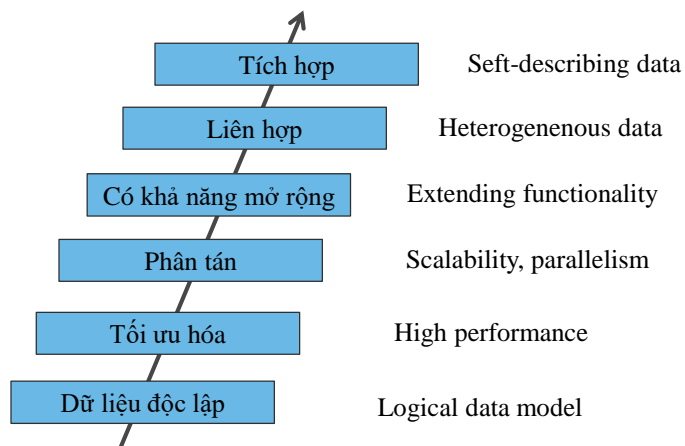 Tích hợp
Seft-describing data
Liên hợp
Heterogenenous data
Có khả năng mở rộng
Extending functionality
Phân tán
Scalability, parallelism
Tối ưu hóa
High performance
Dữ liệu độc lập
Logical data model